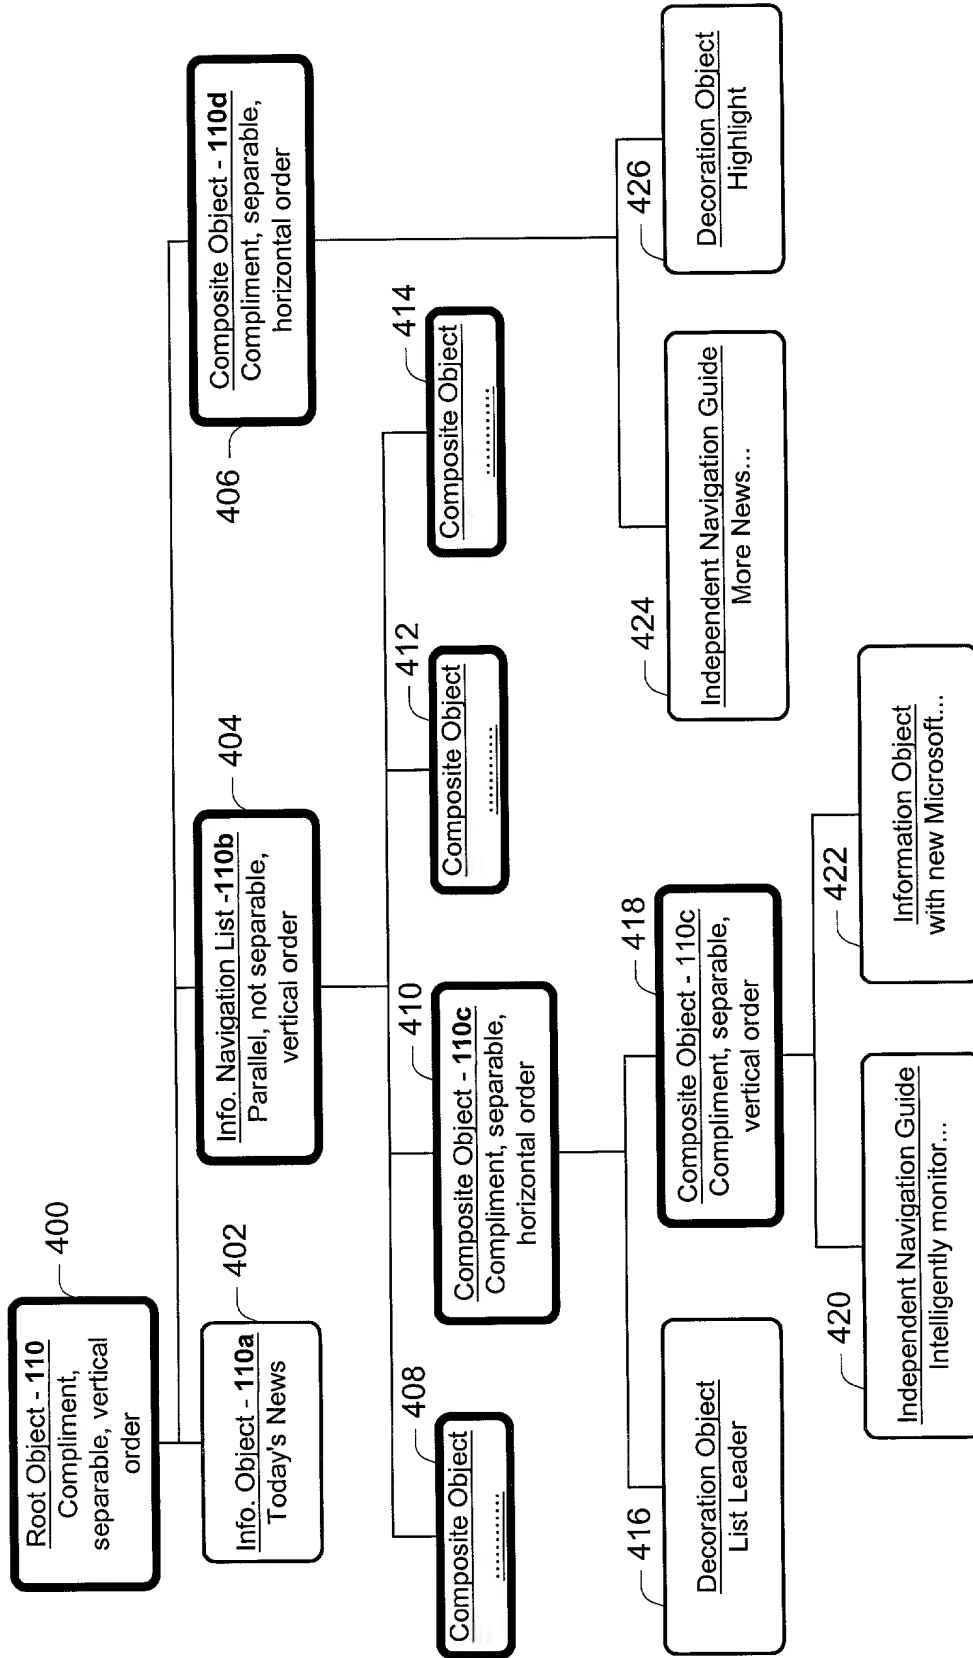 Root Object - 110
Compliment,
separable, vertical
order
400
Info. Object - 110a
Today's News
402
Info. Navigation List -110b
Parallel, not separable,
vertical order
404
Composite Object - 110d
Compliment, separable,
horizontal order
406
Composite Object
............
408
Composite Object - 110c
Compliment, separable,
horizontal order
410
Composite Object
............
412
Composite Object
............
414
Decoration Object
List Leader
416
Composite Object - 110c
Compliment, separable,
vertical order
418
Independent Navigation Guide
More News...
424
Decoration Object
Highlight
426
Independent Navigation Guide
Intelligently monitor...
420
Information Object
with new Microsoft...
422